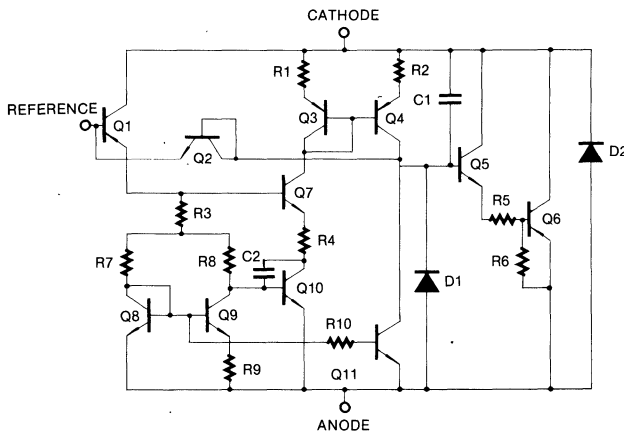 CATHODE
R1
R2
REFERENCE
Q1
Q3
Q4
C1
Q2
Q5
D2
Q7
R5
Q6
R3
R4
R6
R7
R8
C2
Q10
D1
Q8
Q9
R10
R9
Q11
ANODE